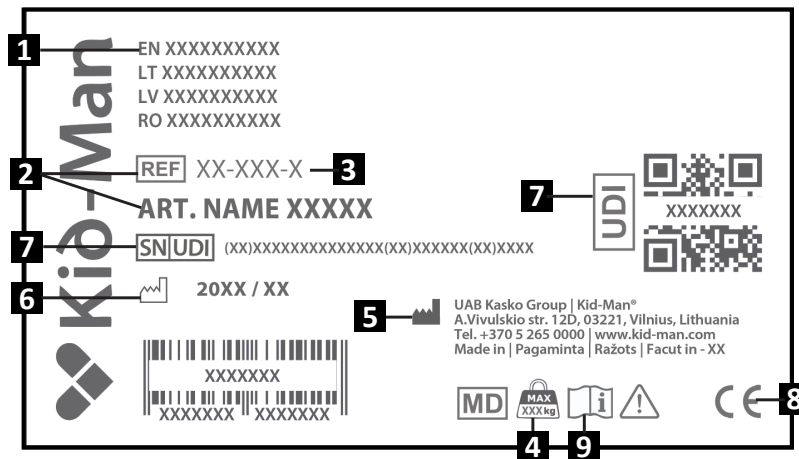 1
EN XXXXXXXXXX
LT XXXXXXXXXX
LV XXXXXXXXXX
RO XXXXXXXXXX
Kid-Man
2
REF XX-XXX-X
3
ART. NAME XXXXX
7
SN UDI (XX)XXXXXXXXXXXXXX(XX)XXXXXX(XX)XXXX
7
UDI
XXXXXXX
6
20XX / XX
5
UAB Kasko Group | Kid-Man®
A.Vivulskio str. 12D, 03221, Vilnius, Lithuania
Tel. +370 5 265 0000 | www.kid-man.com
Made in | Pagaminta | Ražots | Facut in - XX
XXXXXXX
XXXXXXX XXXXXXX
MD
MAX
XXX kg
i
!
CE
8
4
9